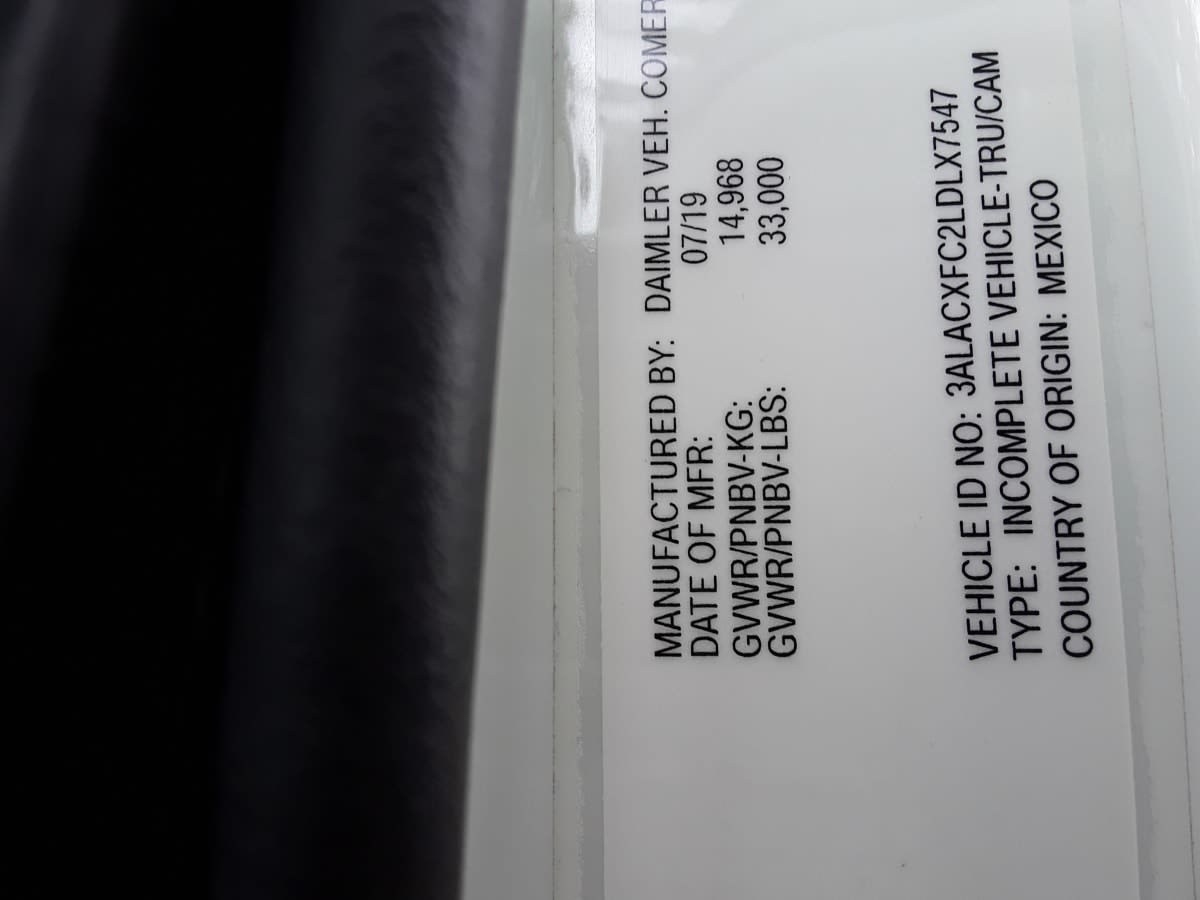 MANUFACTURED BY: DAIMLER VEH. COMER
DATE OF MFR: 07/19
GVWR/PNBV-KG: 14,968
GVWR/PNBV-LBS: 33,000
VEHICLE ID NO: 3ALACXFC2LDLX7547
TYPE: INCOMPLETE VEHICLE-TRU/CAM
COUNTRY OF ORIGIN: MEXICO